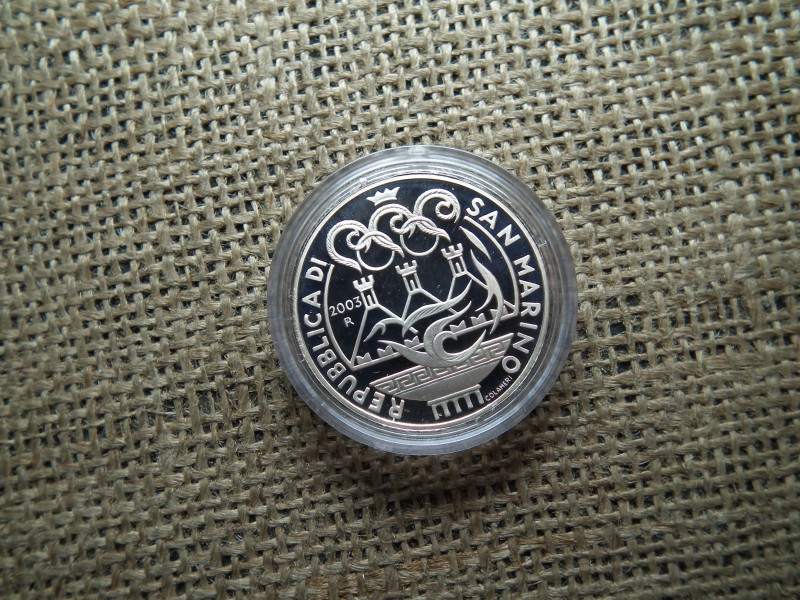 REPUBBLICA DI SAN MARINO
2003
R
COLANERI